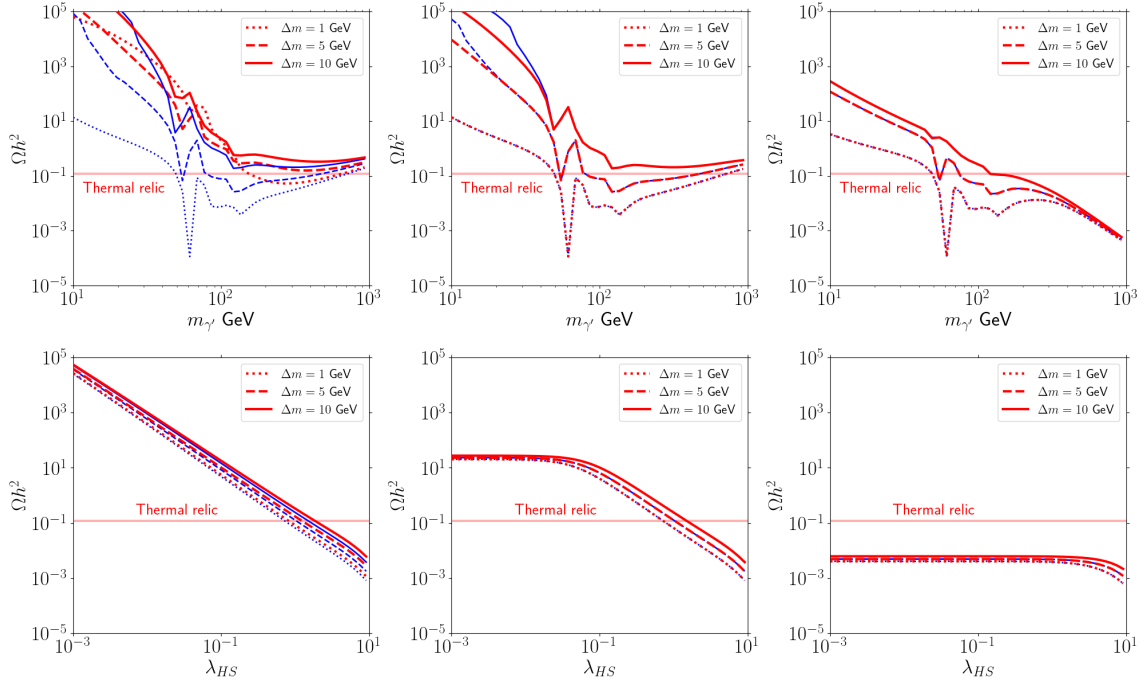 10^5
10^3
10^1
10^{-1}
10^{-3}
10^{-5}
Ωh^2
Δm = 1 GeV
Δm = 5 GeV
Δm = 10 GeV
Thermal relic
10^1
10^2
10^3
m_{γ′} GeV
10^5
10^3
10^1
10^{-1}
10^{-3}
10^{-5}
Ωh^2
Δm = 1 GeV
Δm = 5 GeV
Δm = 10 GeV
Thermal relic
10^1
10^2
10^3
m_{γ′} GeV
10^5
10^3
10^1
10^{-1}
10^{-3}
10^{-5}
Ωh^2
Δm = 1 GeV
Δm = 5 GeV
Δm = 10 GeV
Thermal relic
10^1
10^2
10^3
m_{γ′} GeV
10^5
10^3
10^1
10^{-1}
10^{-3}
10^{-5}
Ωh^2
Δm = 1 GeV
Δm = 5 GeV
Δm = 10 GeV
Thermal relic
10^{-3}
10^{-1}
10^1
λ_{HS}
10^5
10^3
10^1
10^{-1}
10^{-3}
10^{-5}
Ωh^2
Δm = 1 GeV
Δm = 5 GeV
Δm = 10 GeV
Thermal relic
10^{-3}
10^{-1}
10^1
λ_{HS}
10^5
10^3
10^1
10^{-1}
10^{-3}
10^{-5}
Ωh^2
Δm = 1 GeV
Δm = 5 GeV
Δm = 10 GeV
Thermal relic
10^{-3}
10^{-1}
10^1
λ_{HS}